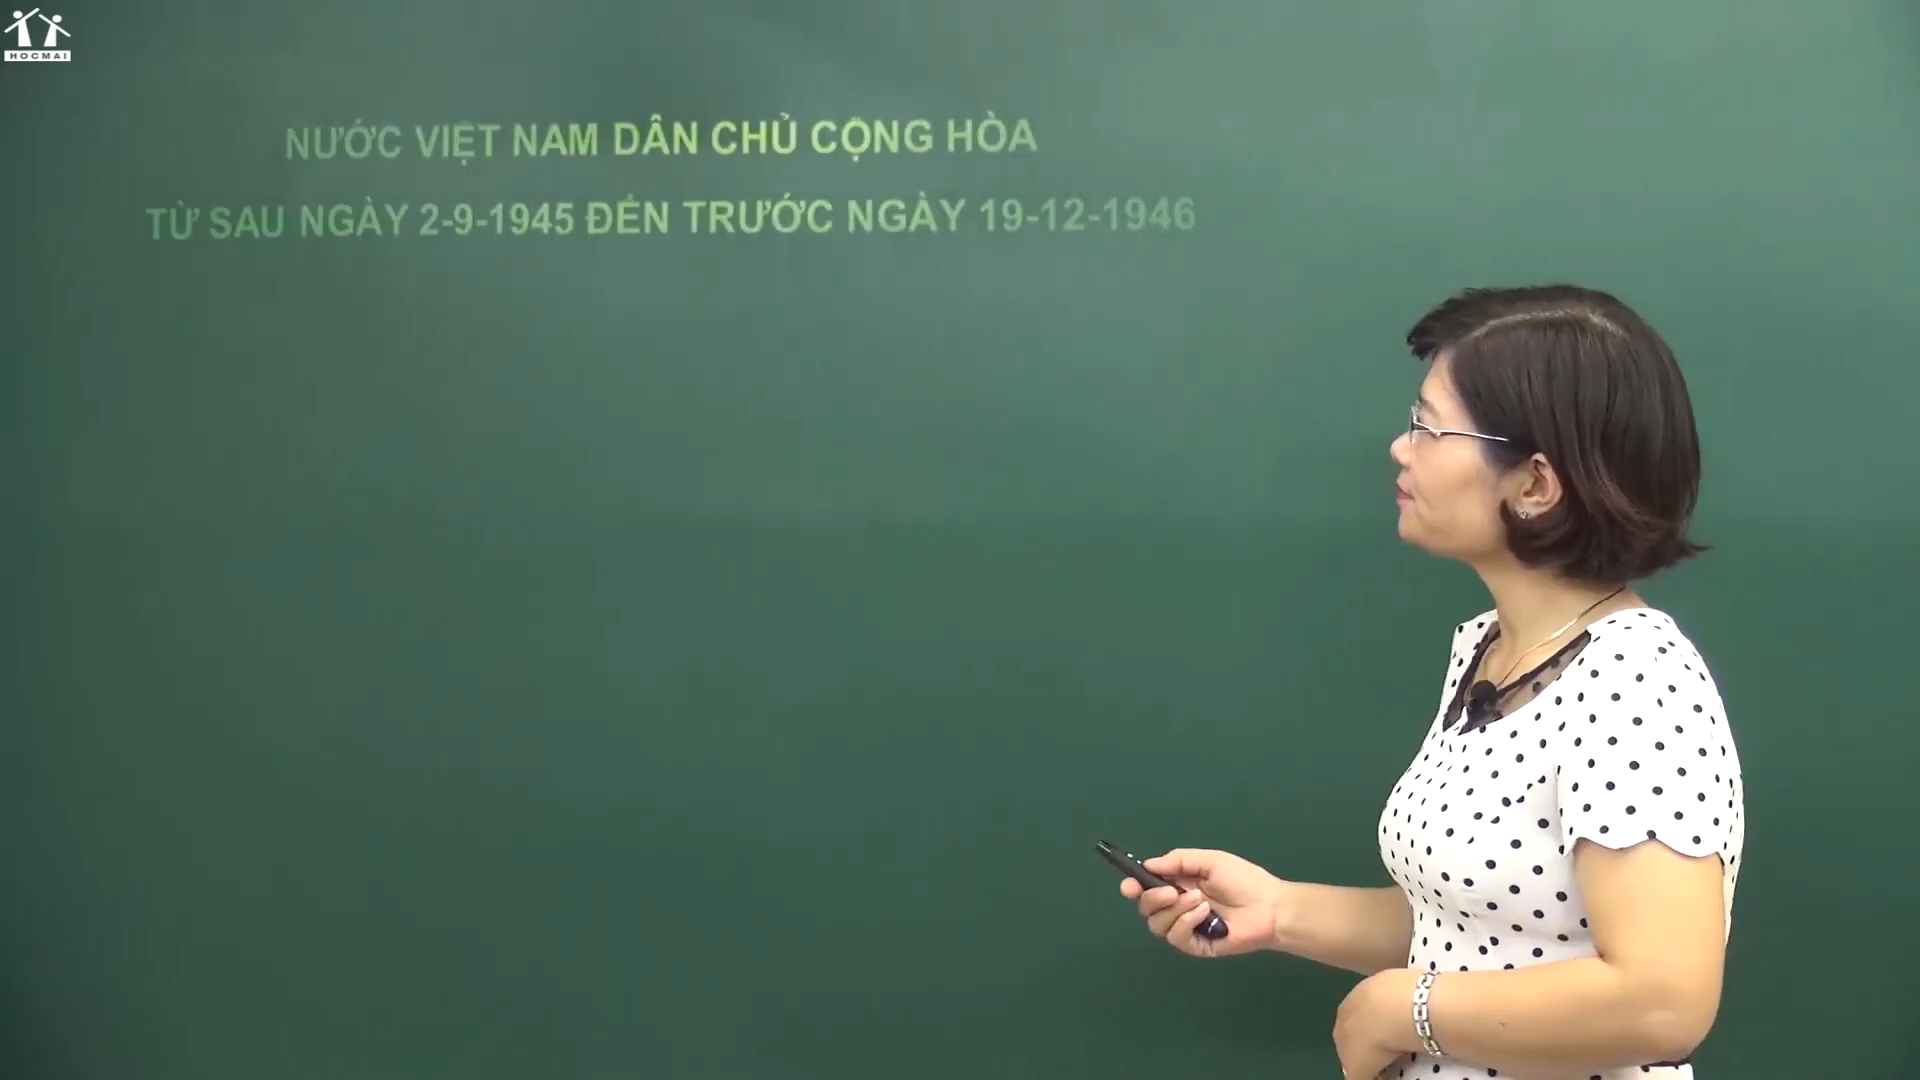 HOCMAI
NƯỚC VIỆT NAM DÂN CHỦ CỘNG HÒA
TỪ SAU NGÀY 2-9-1945 ĐẾN TRƯỚC NGÀY 19-12-1946